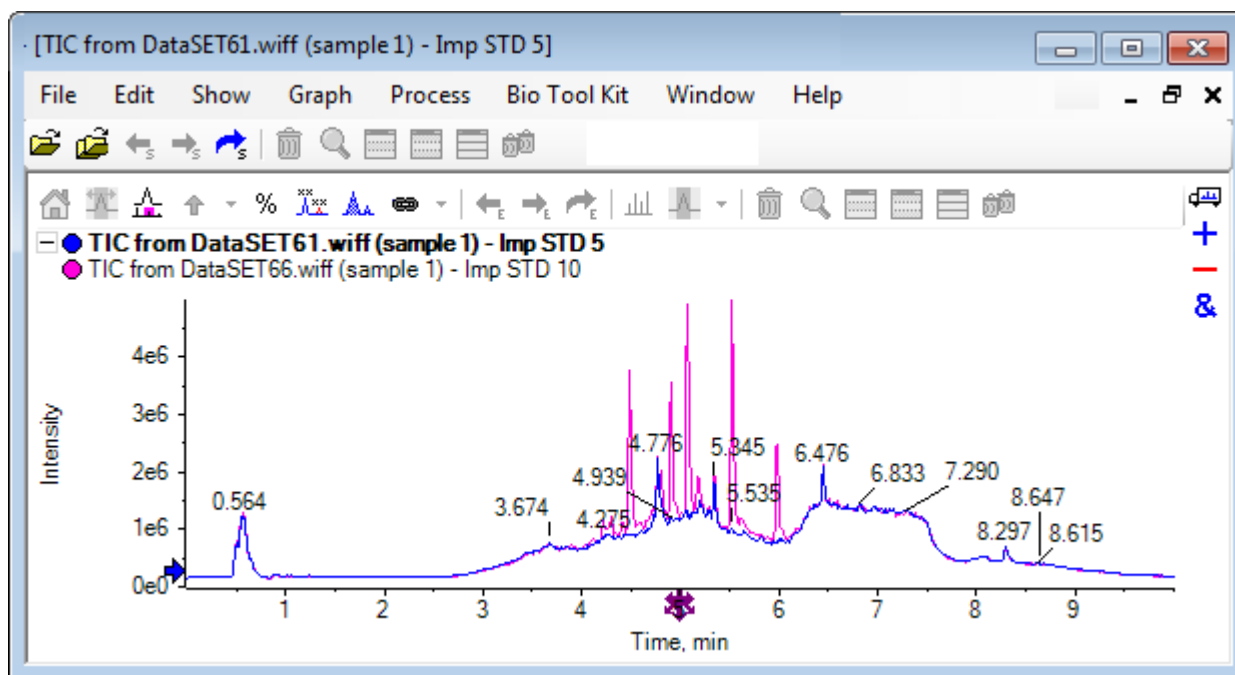 [TIC from DataSET61.wiff (sample 1) - Imp STD 5]
File Edit Show Graph Process Bio Tool Kit Window Help
S S S
% xx xx E E E
TIC from DataSET61.wiff (sample 1) - Imp STD 5
TIC from DataSET66.wiff (sample 1) - Imp STD 10
&
Intensity
4e6
3e6
2e6
1e6
0e0
0.564
3.674
4.275
4.939
4.776
5.345
5.535
6.476
6.833
7.290
8.297
8.647
8.615
1 2 3 4 5 6 7 8 9
Time, min